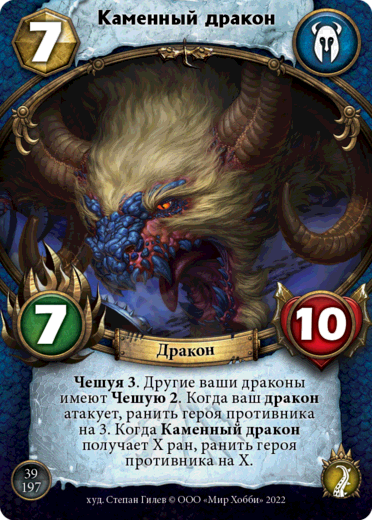 Каменный дракон
7
7
10
Дракон
Чешуя 3. Другие ваши драконы
имеют Чешую 2. Когда ваш дракон
атакует, ранить героя противника
на 3. Когда Каменный дракон
получает X ран, ранить героя
противника на X.
39
197
худ. Степан Гилев © ООО «Мир Хобби» 2022